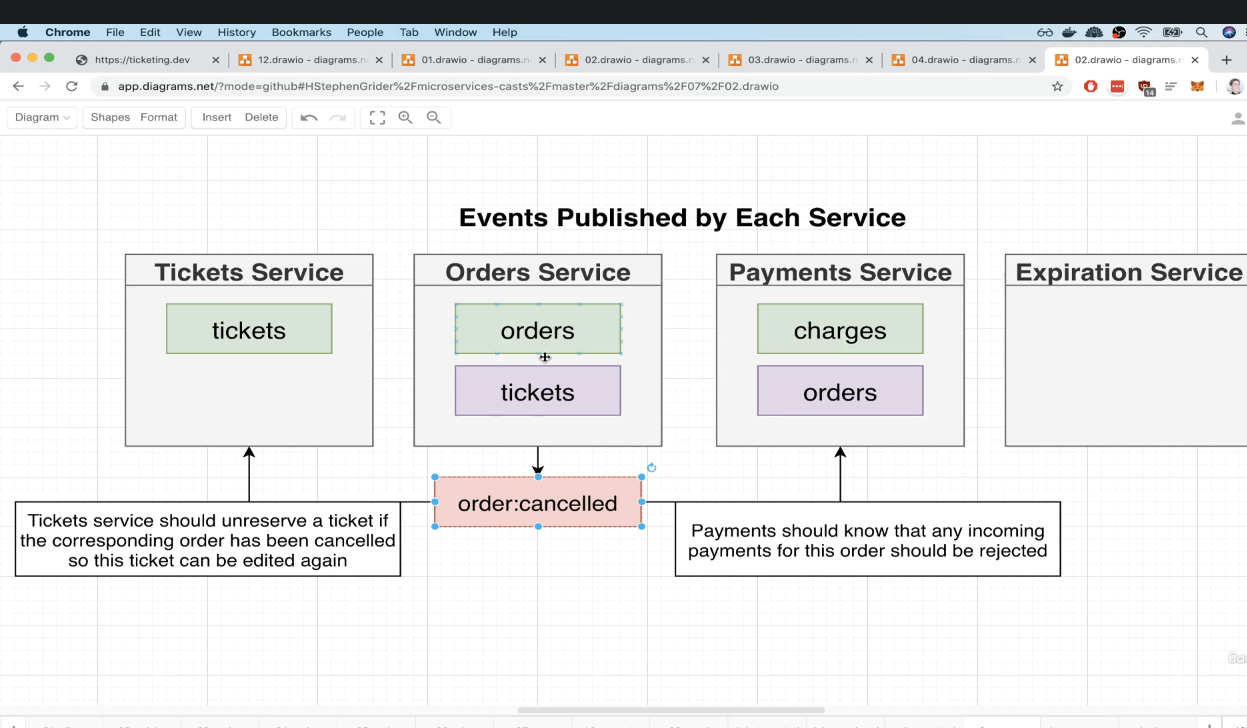 Chrome File Edit View History Bookmarks People Tab Window Help
https://ticketing.dev 12.drawio - diagrams.n 01.drawio - diagrams.n 02.drawio - diagrams.n 03.drawio - diagrams.n 04.drawio - diagrams.n 02.drawio - diagrams.n
app.diagrams.net/?mode=github#HStephenGrider%2Fmicroservices-casts%2Fmaster%2Fdiagrams%2F07%2F02.drawio
14
Diagram Shapes Format Insert Delete
Events Published by Each Service
Tickets Service Orders Service Payments Service Expiration Service
tickets orders charges
tickets orders
order:cancelled
Tickets service should unreserve a ticket if
the corresponding order has been cancelled
so this ticket can be edited again
Payments should know that any incoming
payments for this order should be rejected